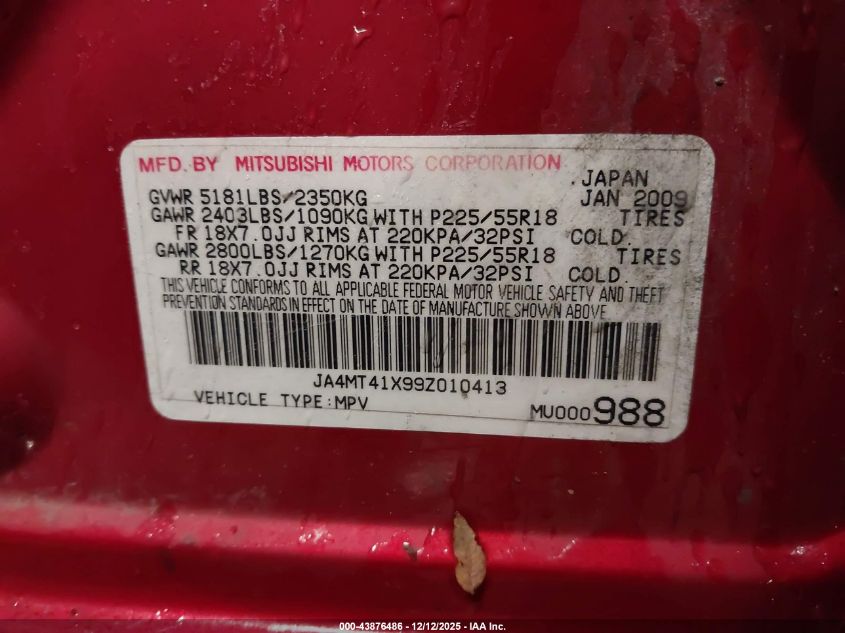 MFD. BY MITSUBISHI MOTORS CORPORATION
.JAPAN
GVWR 5181LBS/2350KG JAN 2009
GAWR 2403LBS/1090KG WITH P225/55R18 TIRES
FR 18X7.0JJ RIMS AT 220KPA/32PSI COLD.
GAWR 2800LBS/1270KG WITH P225/55R18 TIRES
RR 18X7.0JJ RIMS AT 220KPA/32PSI COLD.
THIS VEHICLE CONFORMS TO ALL APPLICABLE FEDERAL MOTOR VEHICLE SAFETY AND THEFT
PREVENTION STANDARDS IN EFFECT ON THE DATE OF MANUFACTURE SHOWN ABOVE.
JA4MT41X99Z010413
VEHICLE TYPE:MPV MU000988
000-43876486 - 12/12/2025 - IAA Inc.